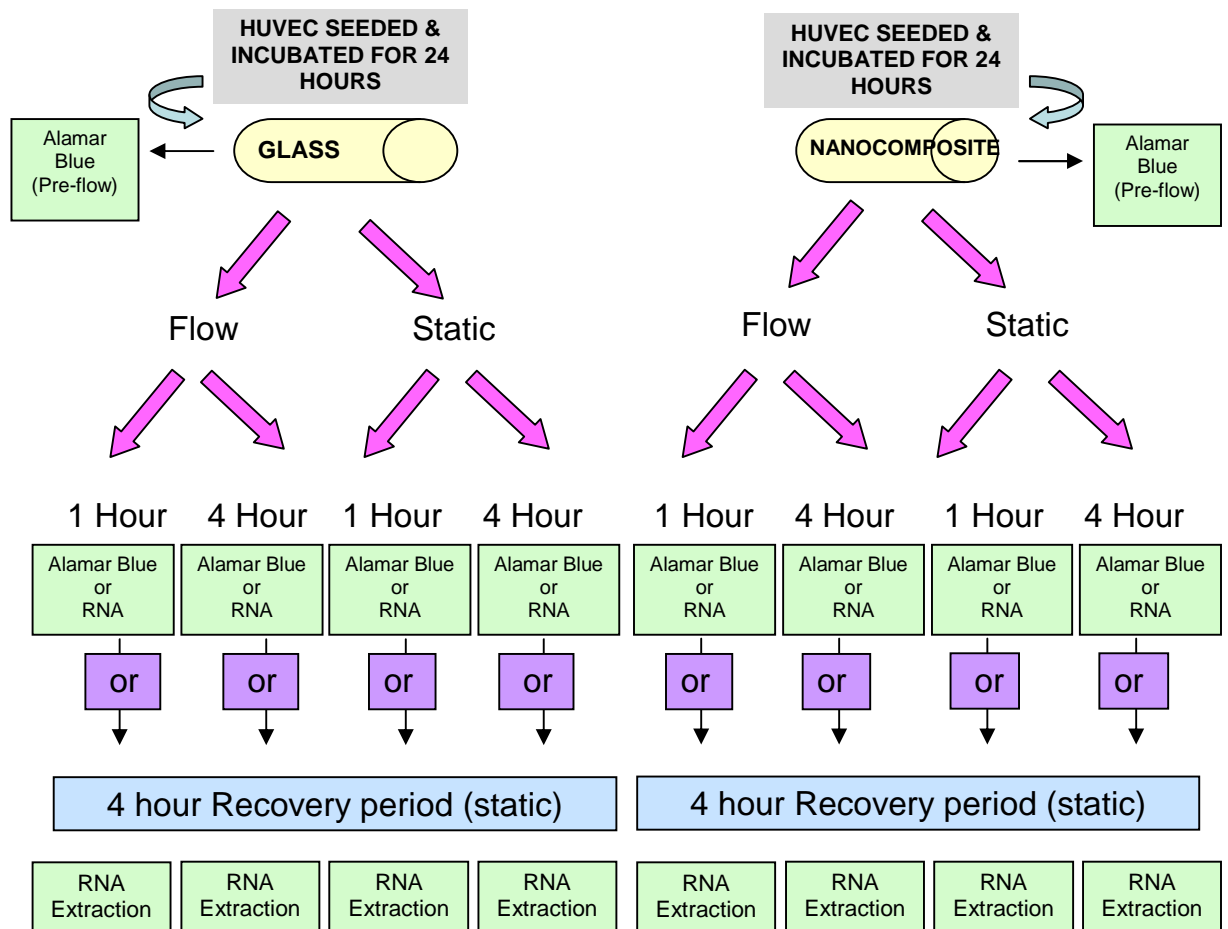 HUVEC SEEDED &
INCUBATED FOR 24
HOURS
HUVEC SEEDED &
INCUBATED FOR 24
HOURS
Alamar
Blue
(Pre-flow)
GLASS
NANOCOMPOSITE
Alamar
Blue
(Pre-flow)
Flow
Static
Flow
Static
1 Hour
4 Hour
1 Hour
4 Hour
1 Hour
4 Hour
1 Hour
4 Hour
Alamar Blue
or
RNA
Alamar Blue
or
RNA
Alamar Blue
or
RNA
Alamar Blue
or
RNA
Alamar Blue
or
RNA
Alamar Blue
or
RNA
Alamar Blue
or
RNA
Alamar Blue
or
RNA
or
or
or
or
or
or
or
or
4 hour Recovery period (static)
4 hour Recovery period (static)
RNA
Extraction
RNA
Extraction
RNA
Extraction
RNA
Extraction
RNA
Extraction
RNA
Extraction
RNA
Extraction
RNA
Extraction